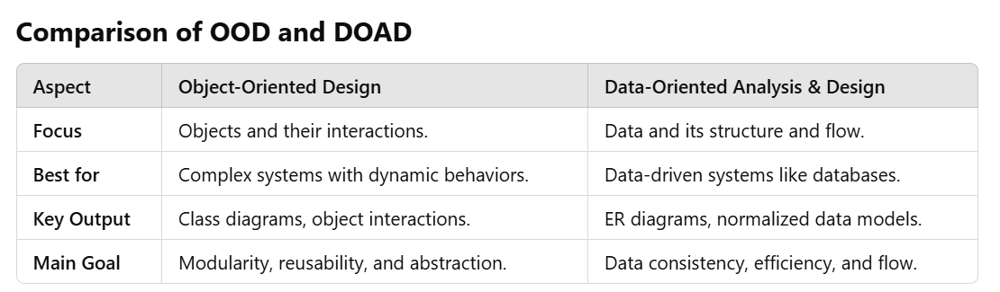 Comparison of OOD and DOAD
Aspect Object-Oriented Design Data-Oriented Analysis & Design
Focus Objects and their interactions. Data and its structure and flow.
Best for Complex systems with dynamic behaviors. Data-driven systems like databases.
Key Output Class diagrams, object interactions. ER diagrams, normalized data models.
Main Goal Modularity, reusability, and abstraction. Data consistency, efficiency, and flow.